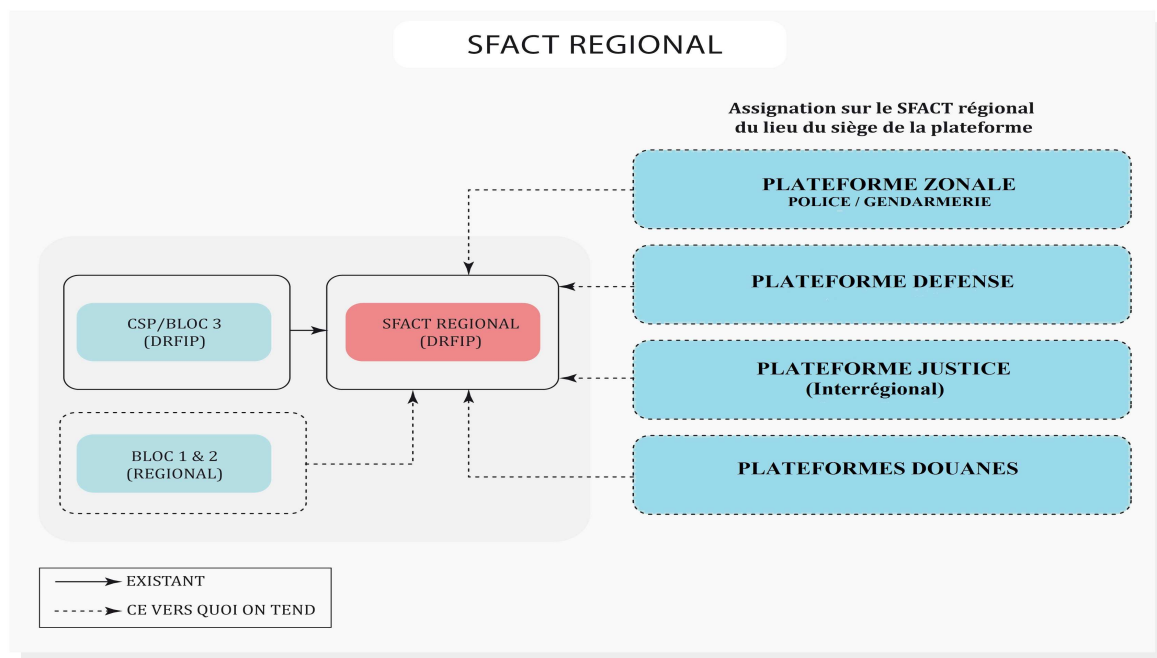 SFACT REGIONAL
Assignation sur le SFACT régional
du lieu du siège de la plateforme
PLATEFORME ZONALE
POLICE / GENDARMERIE
PLATEFORME DEFENSE
PLATEFORME JUSTICE
(Interrégional)
PLATEFORMES DOUANES
CSP/BLOC 3
(DRFIP)
SFACT REGIONAL
(DRFIP)
BLOC 1 & 2
(REGIONAL)
EXISTANT
CE VERS QUOI ON TEND